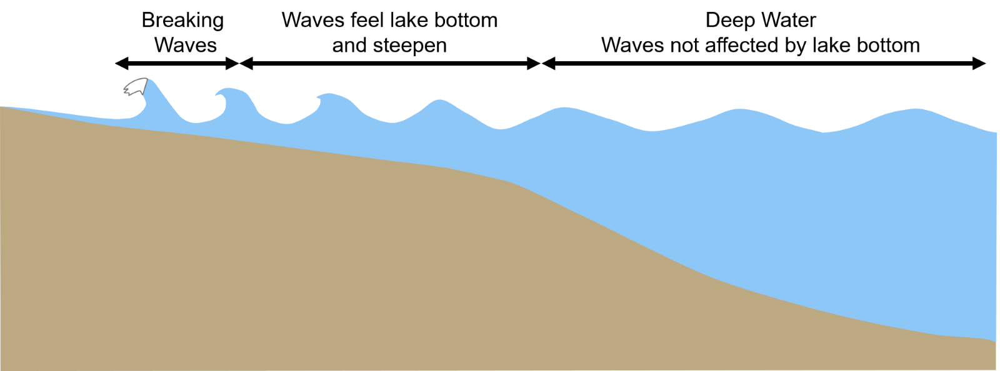 Breaking
Waves
Waves feel lake bottom
and steepen
Deep Water
Waves not affected by lake bottom